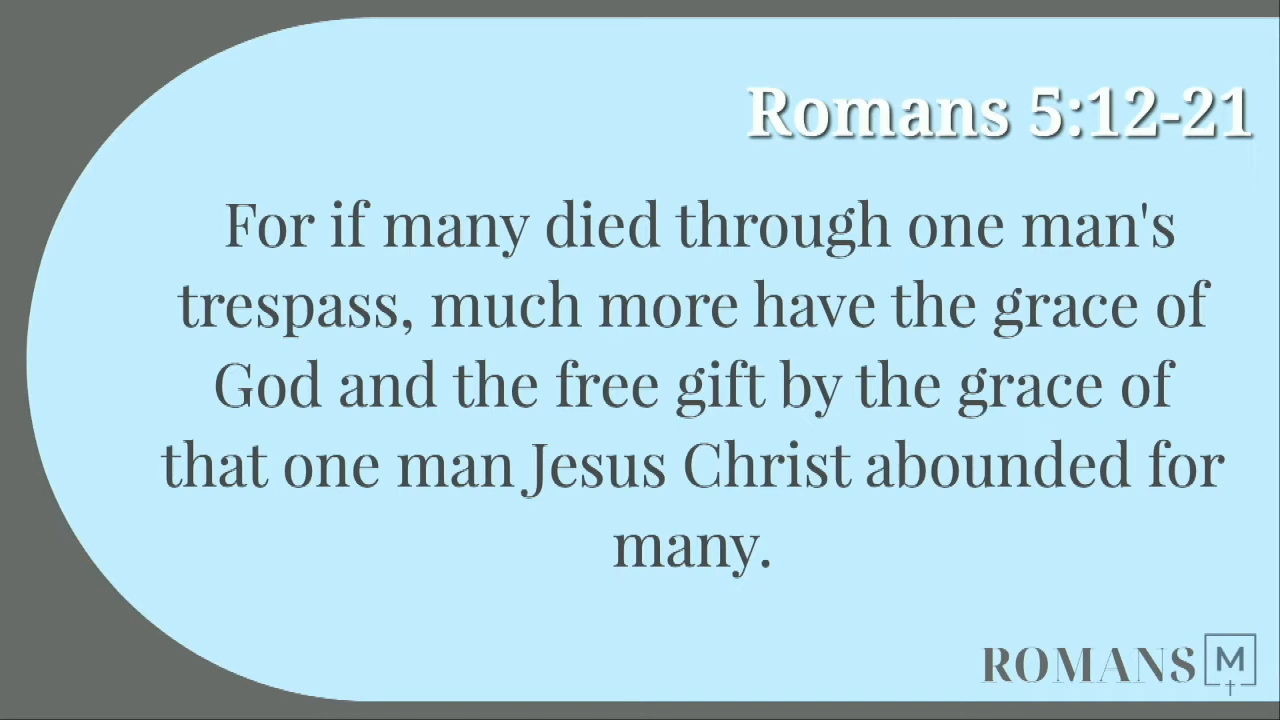 Romans 5:12-21
For if many died through one man's
trespass, much more have the grace of
God and the free gift by the grace of
that one man Jesus Christ abounded for
many.
ROMANS M